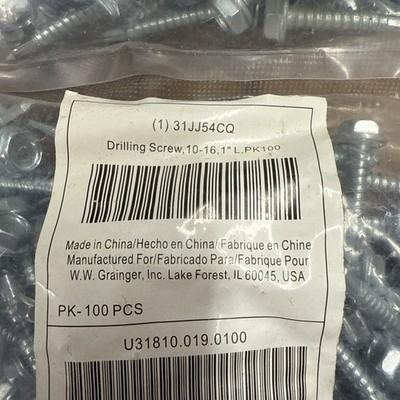 (1) 31JJ54CQ
Drilling Screw,10-16,1" L,PK100
Made in China/Hecho en China/Fabrique en Chine
Manufactured For/Fabricado Para/Fabrique Pour
W.W. Grainger, Inc. Lake Forest, IL 60045, USA
PK-100 PCS
U31810.019.0100